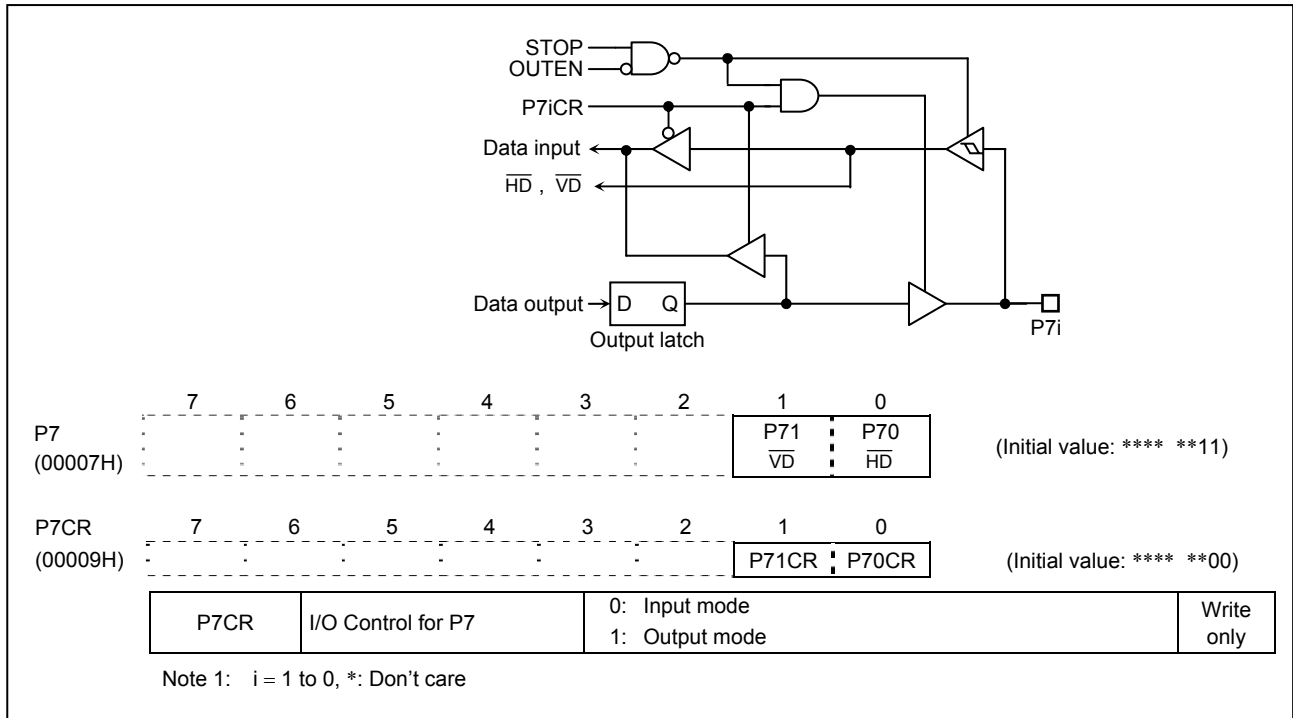 STOP
OUTEN
P7iCR
Data input
HD , VD
Data output D Q
Output latch
P7i
7 6 5 4 3 2 1 0
P7
(00007H)
P71 P70
VD HD
(Initial value: **** **11)
P7CR
7 6 5 4 3 2 1 0
(00009H)
P71CR P70CR
(Initial value: **** **00)
P7CR I/O Control for P7
0: Input mode
1: Output mode
Write
only
Note 1: i = 1 to 0, *: Don’t care